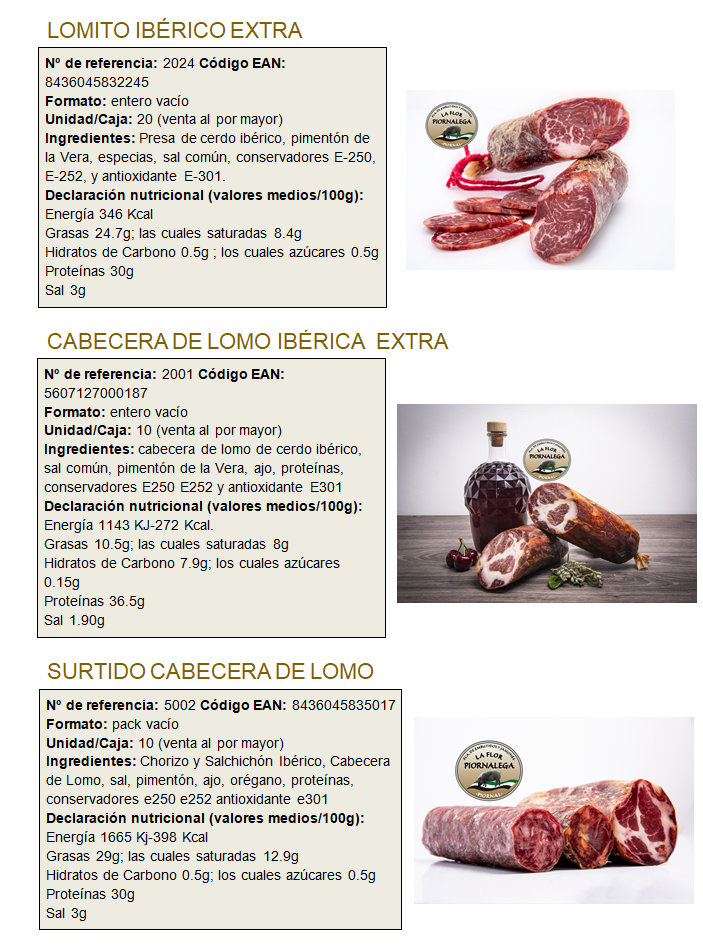 LOMITO IBÉRICO EXTRA
Nº de referencia: 2024 Código EAN:
8436045832245
Formato: entero vacío
Unidad/Caja: 20 (venta al por mayor)
Ingredientes: Presa de cerdo ibérico, pimentón de
la Vera, especias, sal común, conservadores E-250,
E-252, y antioxidante E-301.
Declaración nutricional (valores medios/100g):
Energía 346 Kcal
Grasas 24.7g; las cuales saturadas 8.4g
Hidratos de Carbono 0.5g ; los cuales azúcares 0.5g
Proteínas 30g
Sal 3g
LA FLOR
PIORNALEGA
PIORNAL
CABECERA DE LOMO IBÉRICA EXTRA
Nº de referencia: 2001 Código EAN:
5607127000187
Formato: entero vacío
Unidad/Caja: 10 (venta al por mayor)
Ingredientes: cabecera de lomo de cerdo ibérico,
sal común, pimentón de la Vera, ajo, proteínas,
conservadores E250 E252 y antioxidante E301
Declaración nutricional (valores medios/100g):
Energía 1143 KJ-272 Kcal.
Grasas 10.5g; las cuales saturadas 8g
Hidratos de Carbono 7.9g; los cuales azúcares
0.15g
Proteínas 36.5g
Sal 1.90g
LA FLOR
PIORNALEGA
SURTIDO CABECERA DE LOMO
Nº de referencia: 5002 Código EAN: 8436045835017
Formato: pack vacío
Unidad/Caja: 10 (venta al por mayor)
Ingredientes: Chorizo y Salchichón Ibérico, Cabecera
de Lomo, sal, pimentón, ajo, orégano, proteínas,
conservadores e250 e252 antioxidante e301
Declaración nutricional (valores medios/100g):
Energía 1665 Kj-398 Kcal
Grasas 29g; las cuales saturadas 12.9g
Hidratos de Carbono 0.5g; los cuales azúcares 0.5g
Proteínas 30g
Sal 3g
FCA. DE EMBUTIDOS Y JAMONES
LA FLOR
PIORNALEGA
PIORNAL